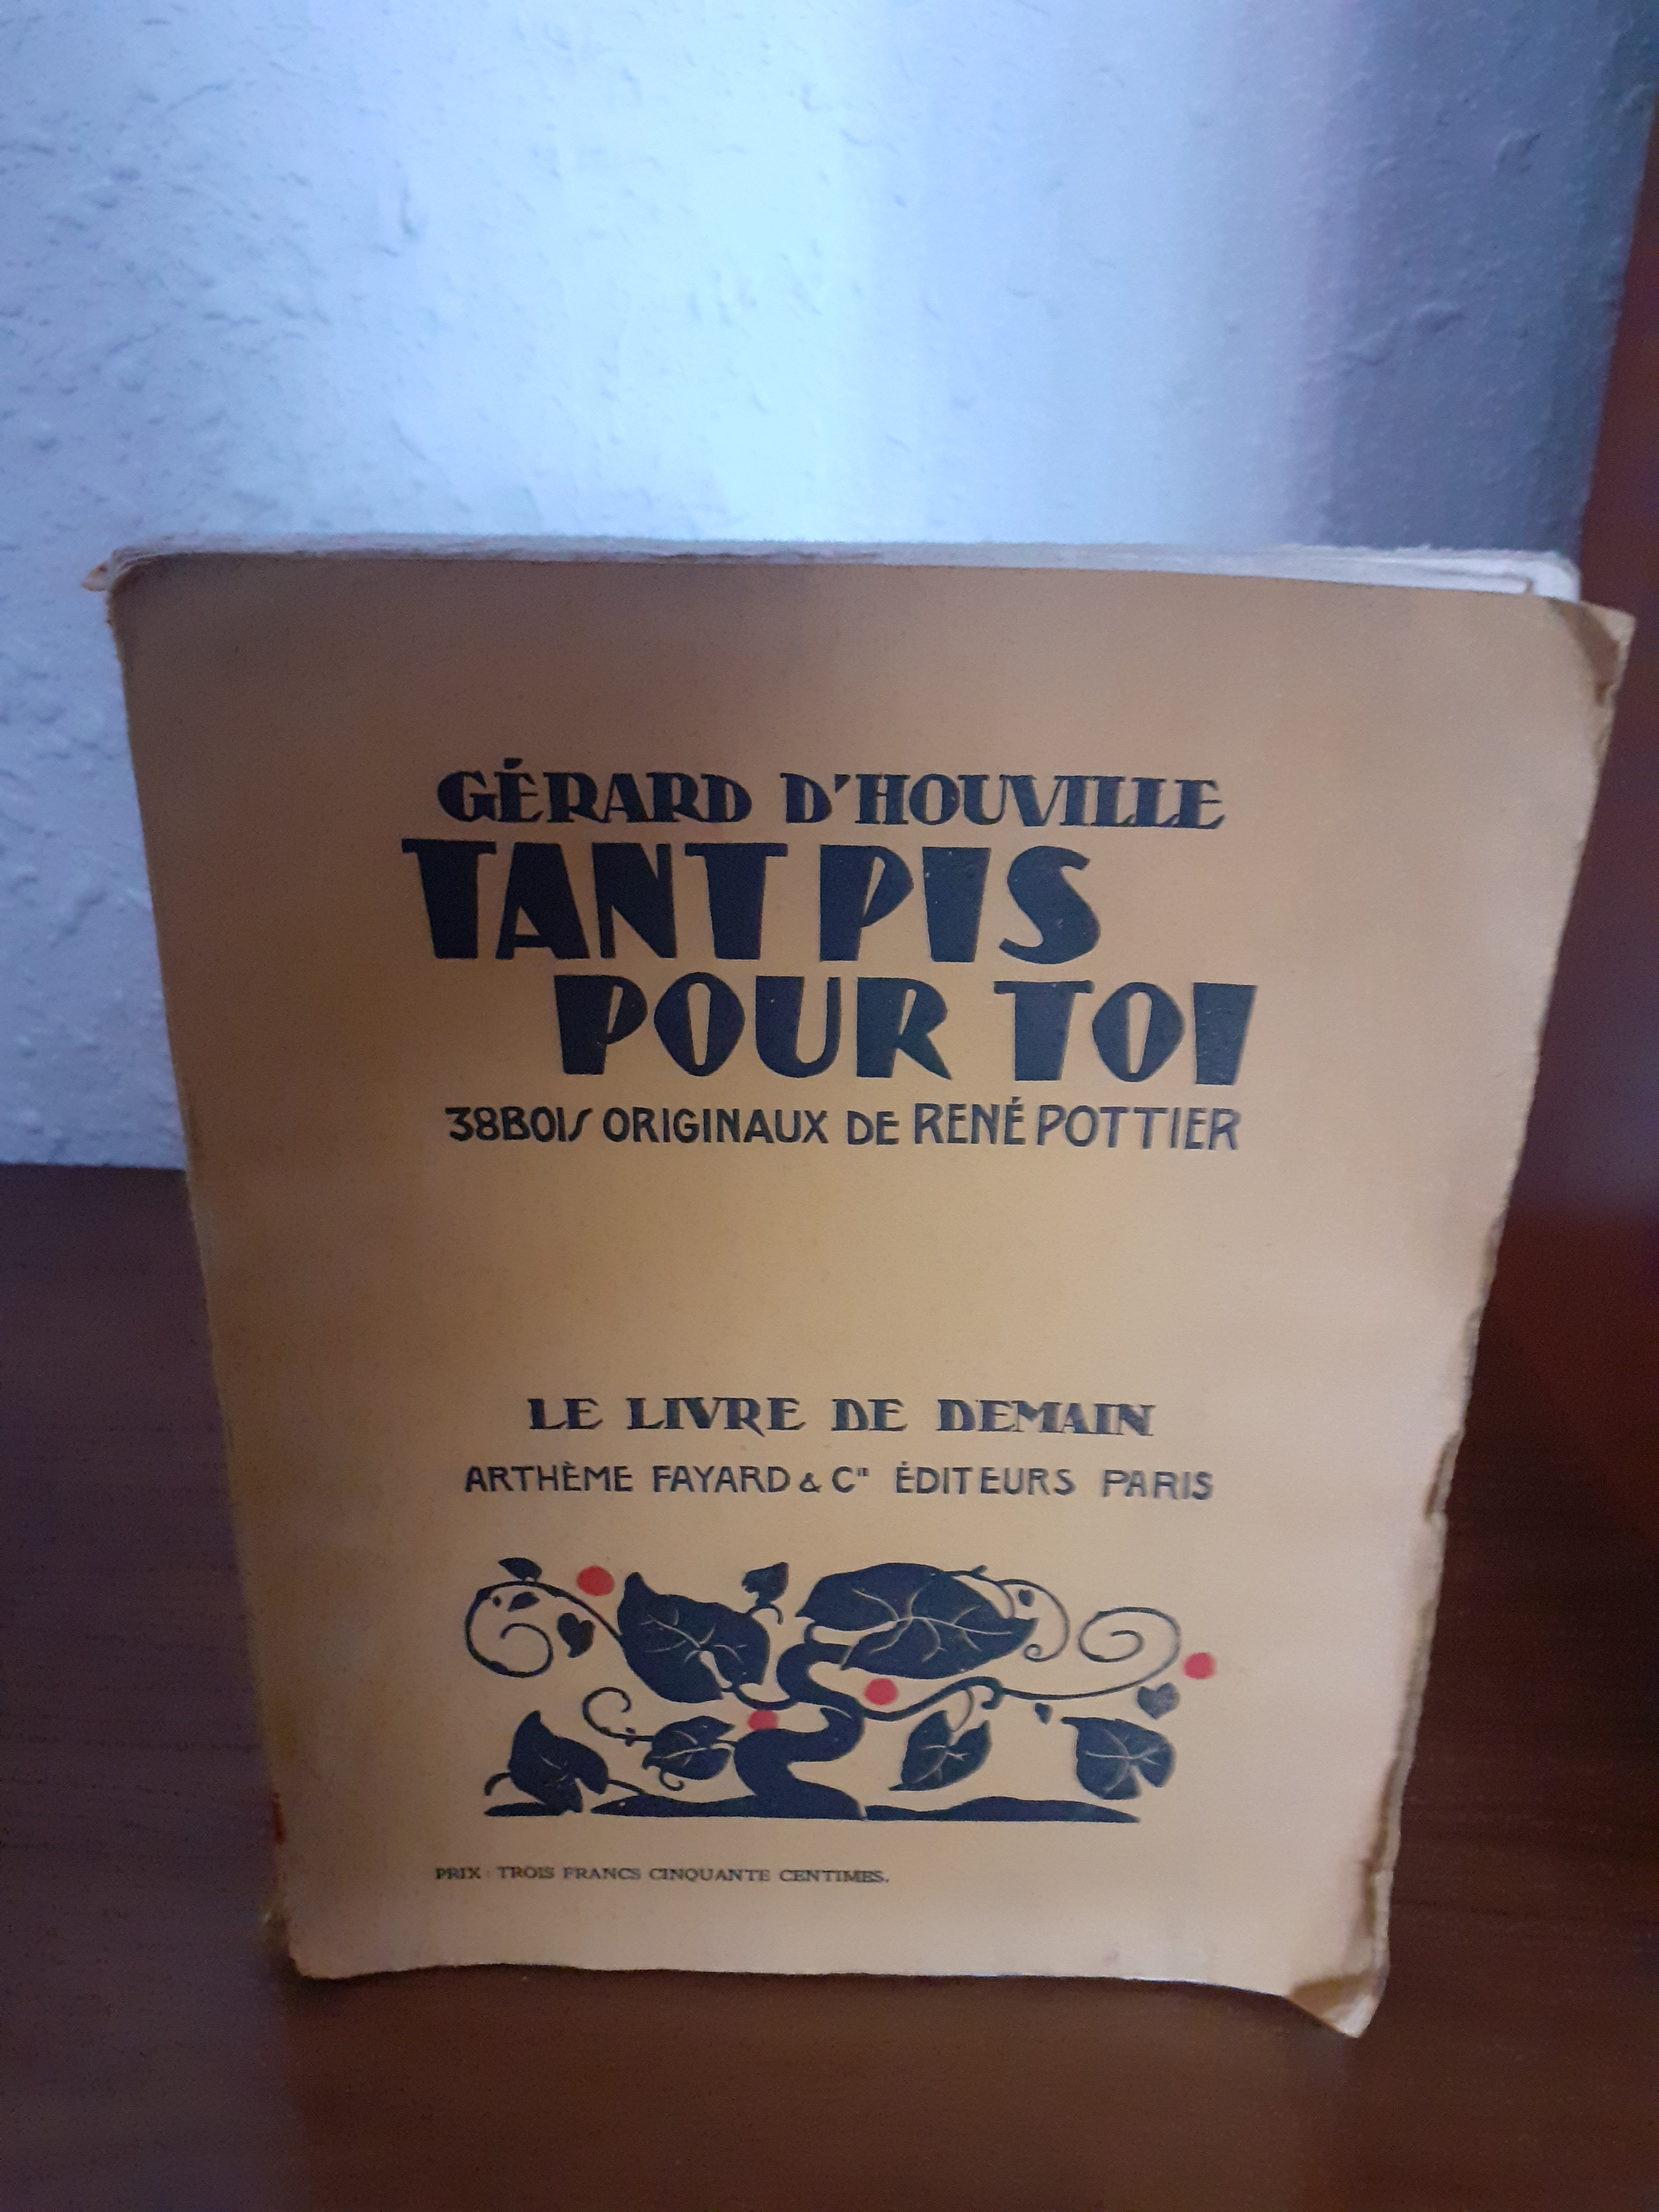 GÉRARD D'HOUVILLE
TANT PIS
POUR TOI
38 BOIS ORIGINAUX DE RENÉ POTTIER
LE LIVRE DE DEMAIN
ARTHÈME FAYARD & Cie ÉDITEURS PARIS
PRIX : TROIS FRANCS CINQUANTE CENTIMES.